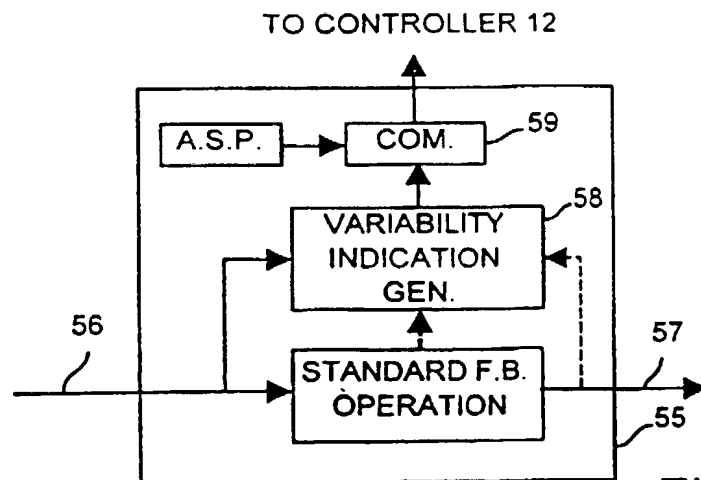 TO CONTROLLER 12
A.S.P.
COM.
59
VARIABILITY
INDICATION
GEN.
58
56
STANDARD F.B.
OPERATION
57
55